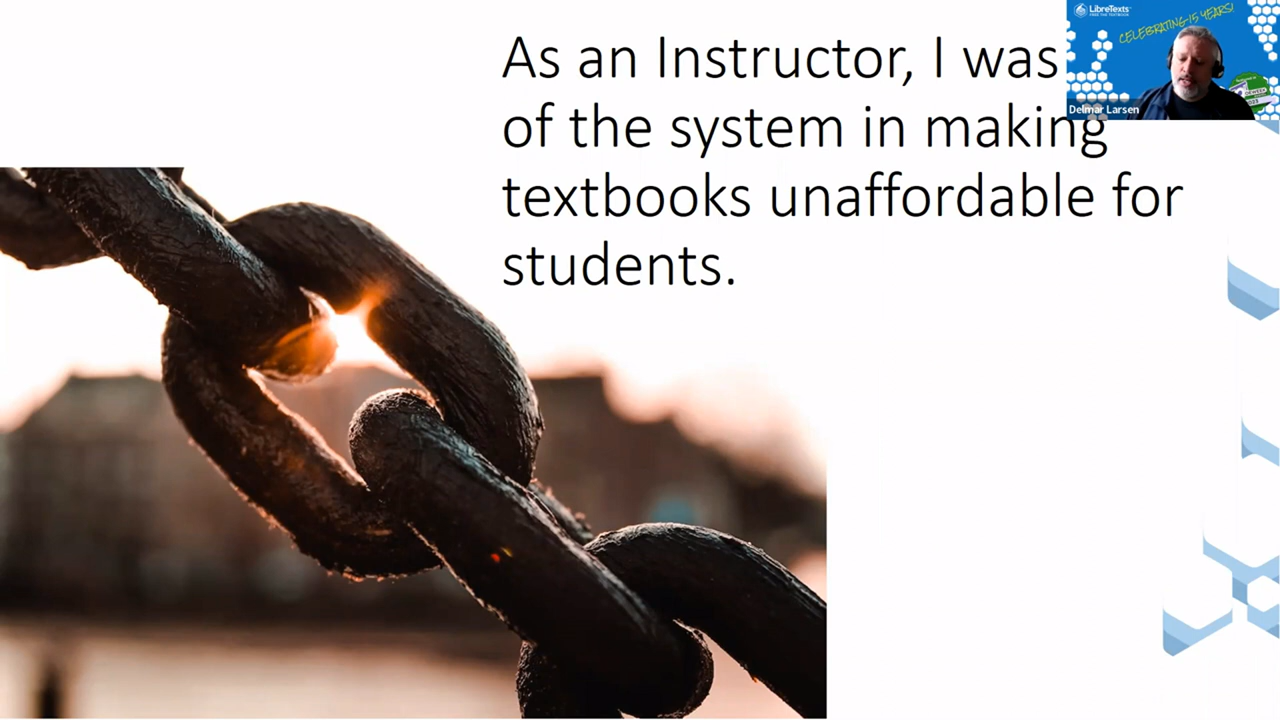 As an Instructor, I was
of the system in making
textbooks unaffordable for
students.
LibreTexts
CELEBRATING 15 YEARS!
Delmar Larsen